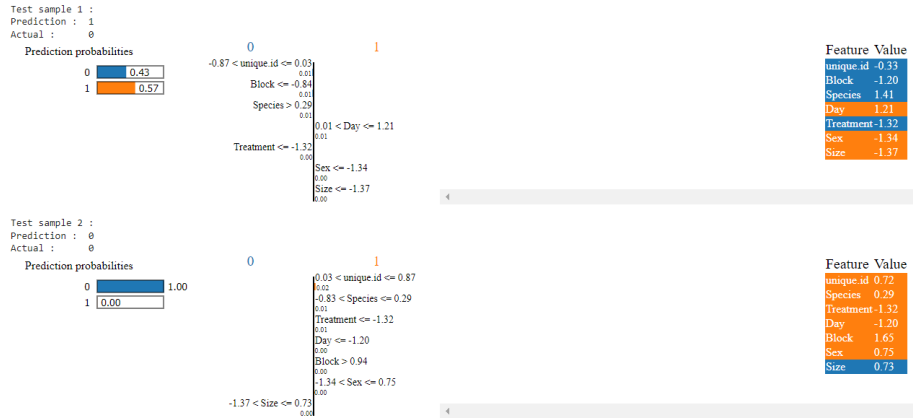 Test sample 1 :
Prediction :  1
Actual :      0
Prediction probabilities
0 0.43
1 0.57
0 1
-0.87 < unique.id <= 0.03
0.01
Block <= -0.84
0.01
Species > 0.29
0.01
0.01 < Day <= 1.21
0.01
Treatment <= -1.32
0.00
Sex <= -1.34
0.00
Size <= -1.37
0.00
Feature Value
unique.id -0.33
Block -1.20
Species 1.41
Day 1.21
Treatment -1.32
Sex -1.34
Size -1.37
Test sample 2 :
Prediction :  0
Actual :      0
Prediction probabilities
0 1.00
1 0.00
0 1
0.03 < unique.id <= 0.87
0.02
-0.83 < Species <= 0.29
0.01
Treatment <= -1.32
0.01
Day <= -1.20
0.00
Block > 0.94
0.00
-1.34 < Sex <= 0.75
0.00
-1.37 < Size <= 0.73
0.00
Feature Value
unique.id 0.72
Species 0.29
Treatment -1.32
Day -1.20
Block 1.65
Sex 0.75
Size 0.73